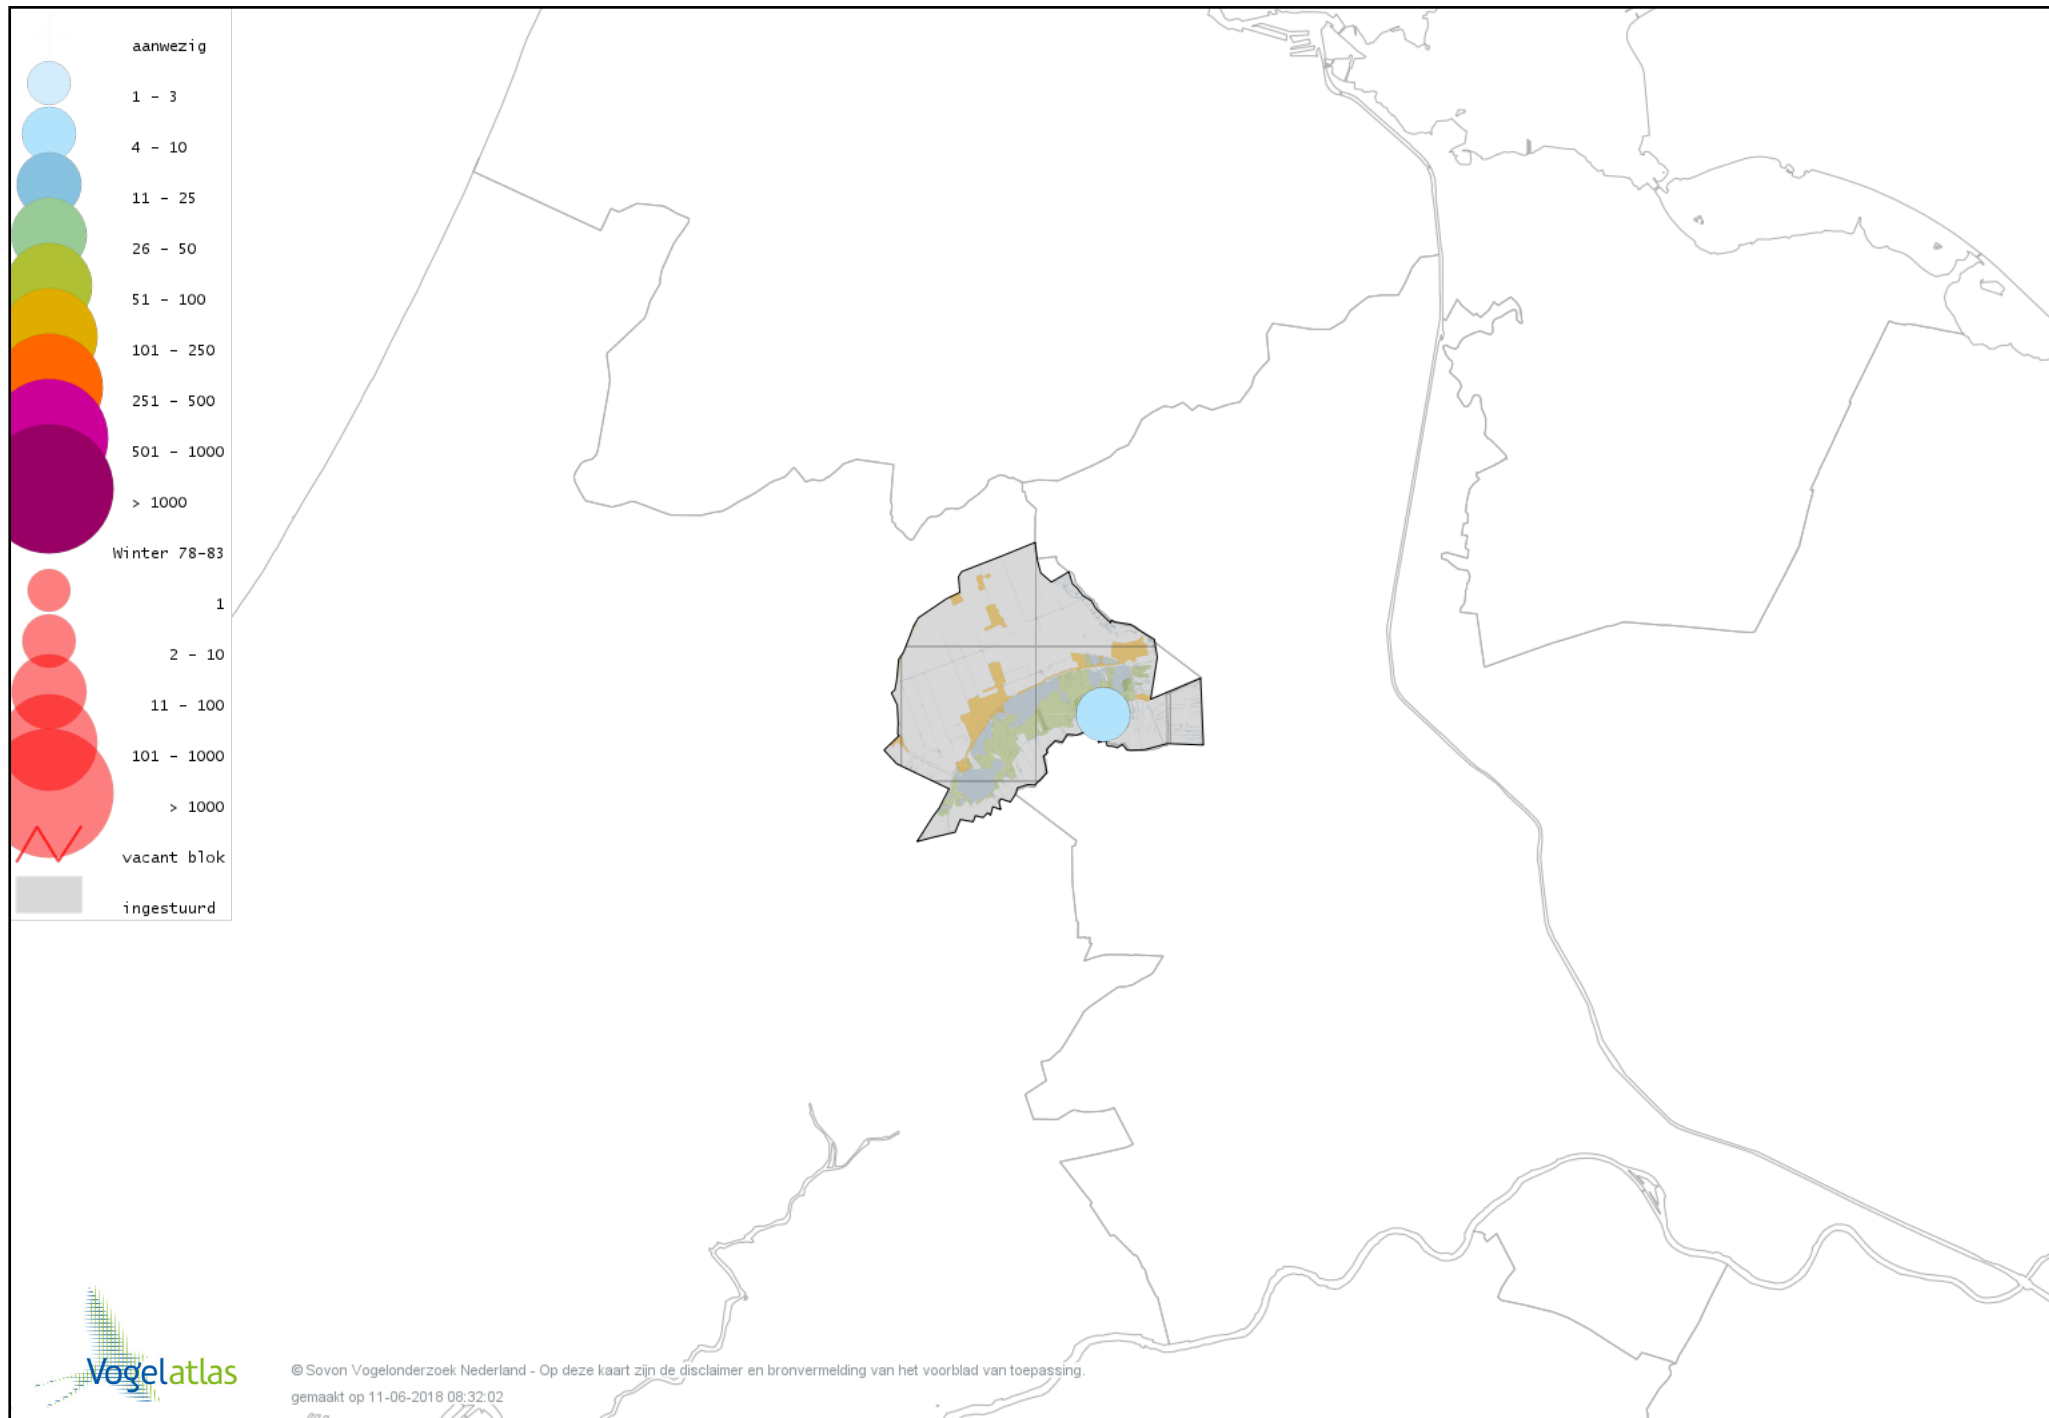 aanwezig
1 - 3
4 - 10
11 - 25
26 - 50
51 - 100
101 - 250
251 - 500
501 - 1000
> 1000
Winter 78-83
1
2 - 10
11 - 100
101 - 1000
> 1000
vacant blok
ingestuurd
Vogelatlas
© Sovon Vogelonderzoek Nederland - Op deze kaart zijn de disclaimer en bronvermelding van het voorblad van toepassing.
gemaakt op 11-06-2018 08:32:02